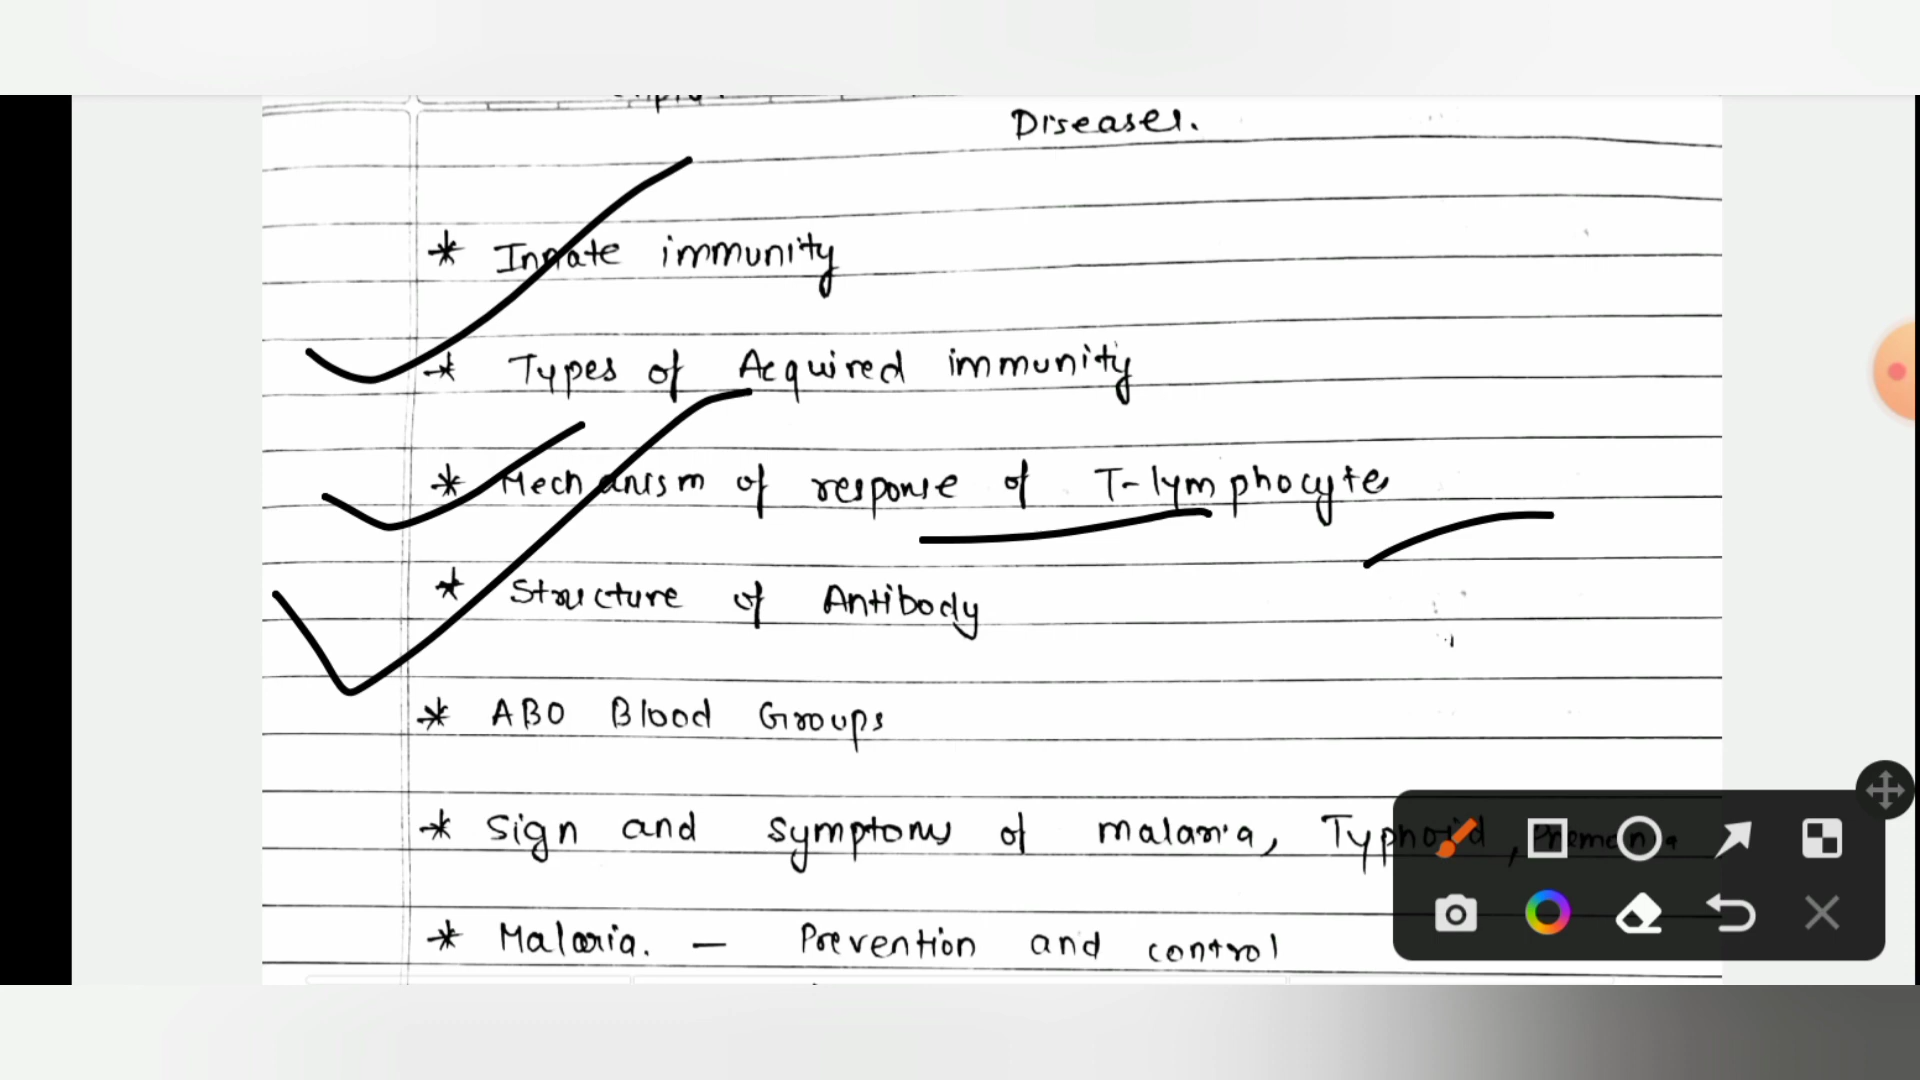 Diseases.
* Innate immunity
* Types of Acquired immunity
* Mechanism of response of T-lymphocytes
* Structure of Antibody
* ABO Blood Groups
* Sign and symptoms of malaria, Typhoid,
* Malaria. - Prevention and control